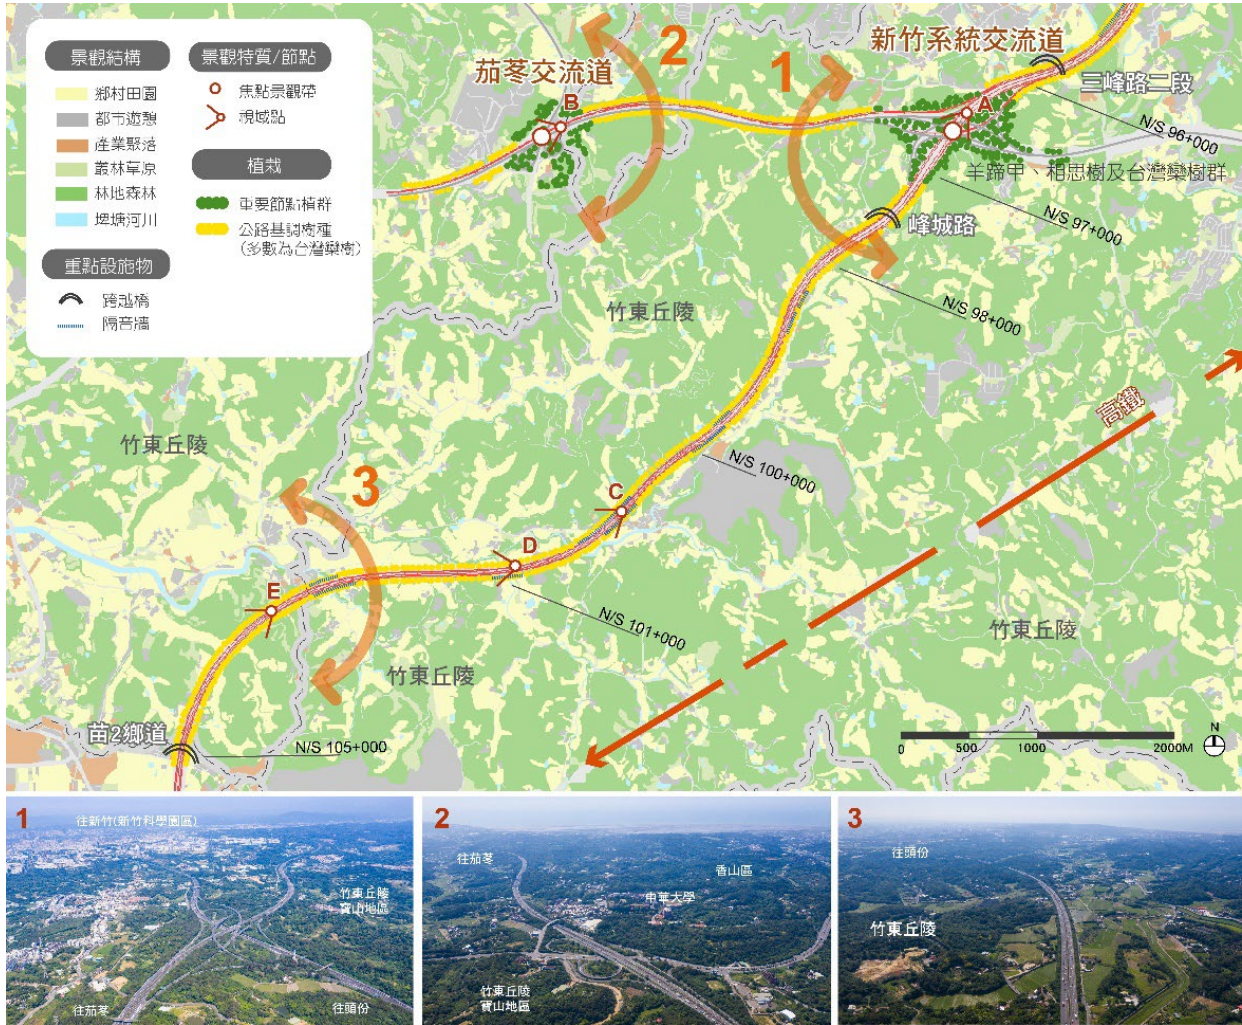 景觀結構
鄉村田園
都市遊憩
產業聚落
叢林草原
林地森林
埤塘河川
重點設施物
跨越橋
隔音牆
景觀特質/節點
焦點景觀帶
視域點
植栽
重要節點植群
公路基調樹種
(多數為台灣欒樹)
茄苳交流道
2
1
新竹系統交流道
三峰路二段
B
A
N/S 96+000
羊蹄甲、相思樹及台灣欒樹群
N/S 97+000
峰城路
N/S 98+000
竹東丘陵
高鐵
竹東丘陵
N/S 100+000
3
C
D
E
N/S 101+000
竹東丘陵
竹東丘陵
苗2鄉道
N/S 105+000
0 500 1000 2000M
N
1
往新竹(新竹科學園區)
竹東丘陵
寶山地區
往茄苳
往頭份
2
往茄苳
香山區
中華大學
竹東丘陵
寶山地區
3
往頭份
竹東丘陵